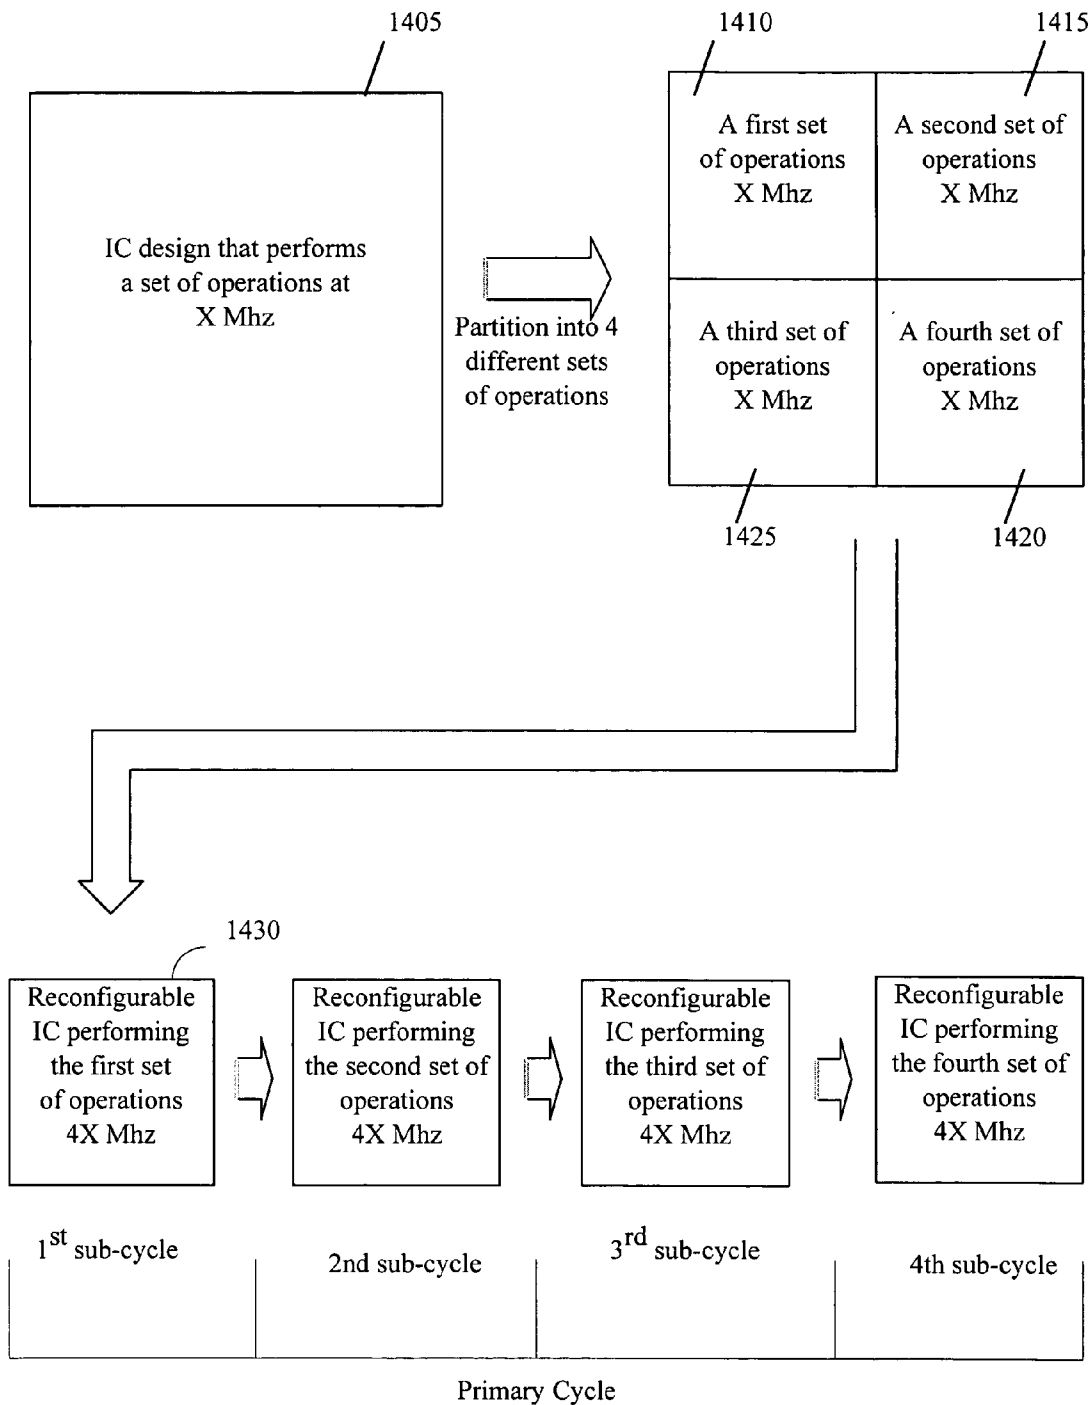 1405
1410
1415
IC design that performs
a set of operations at
X Mhz
Partition into 4
different sets
of operations
A first set
of operations
X Mhz
A second set of
operations
X Mhz
A third set of
operations
X Mhz
A fourth set of
operations
X Mhz
1425
1420
1430
Reconfigurable
IC performing
the first set
of operations
4X Mhz
Reconfigurable
IC performing
the second set of
operations
4X Mhz
Reconfigurable
IC performing
the third set of
operations
4X Mhz
Reconfigurable
IC performing
the fourth set of
operations
4X Mhz
1st sub-cycle
2nd sub-cycle
3rd sub-cycle
4th sub-cycle
Primary Cycle